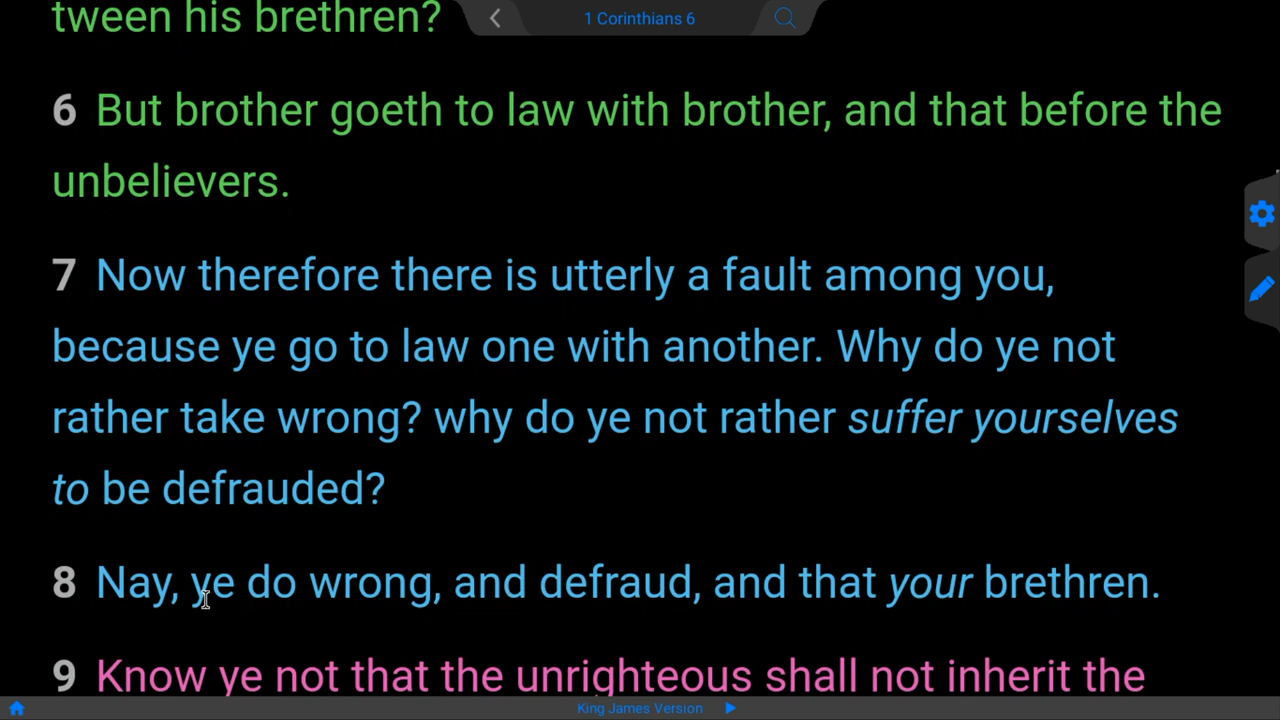 tween his brethren?
1 Corinthians 6
6 But brother goeth to law with brother, and that before the
unbelievers.
7 Now therefore there is utterly a fault among you,
because ye go to law one with another. Why do ye not
rather take wrong? why do ye not rather suffer yourselves
to be defrauded?
8 Nay, ye do wrong, and defraud, and that your brethren.
9 Know ye not that the unrighteous shall not inherit the
King James Version